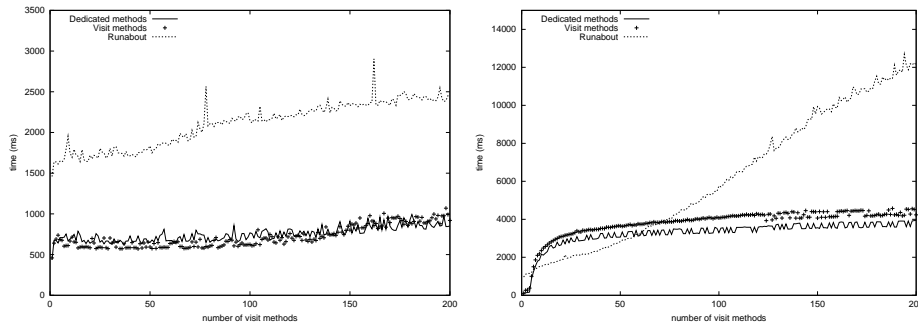 Dedicated methods
Visit methods
Runabout
3500
3000
2500
2000
1500
1000
500
0
time (ms)
0 50 100 150 200
number of visit methods
Dedicated methods
Visit methods
Runabout
14000
12000
10000
8000
6000
4000
2000
0
time (ms)
0 50 100 150 200
number of visit methods